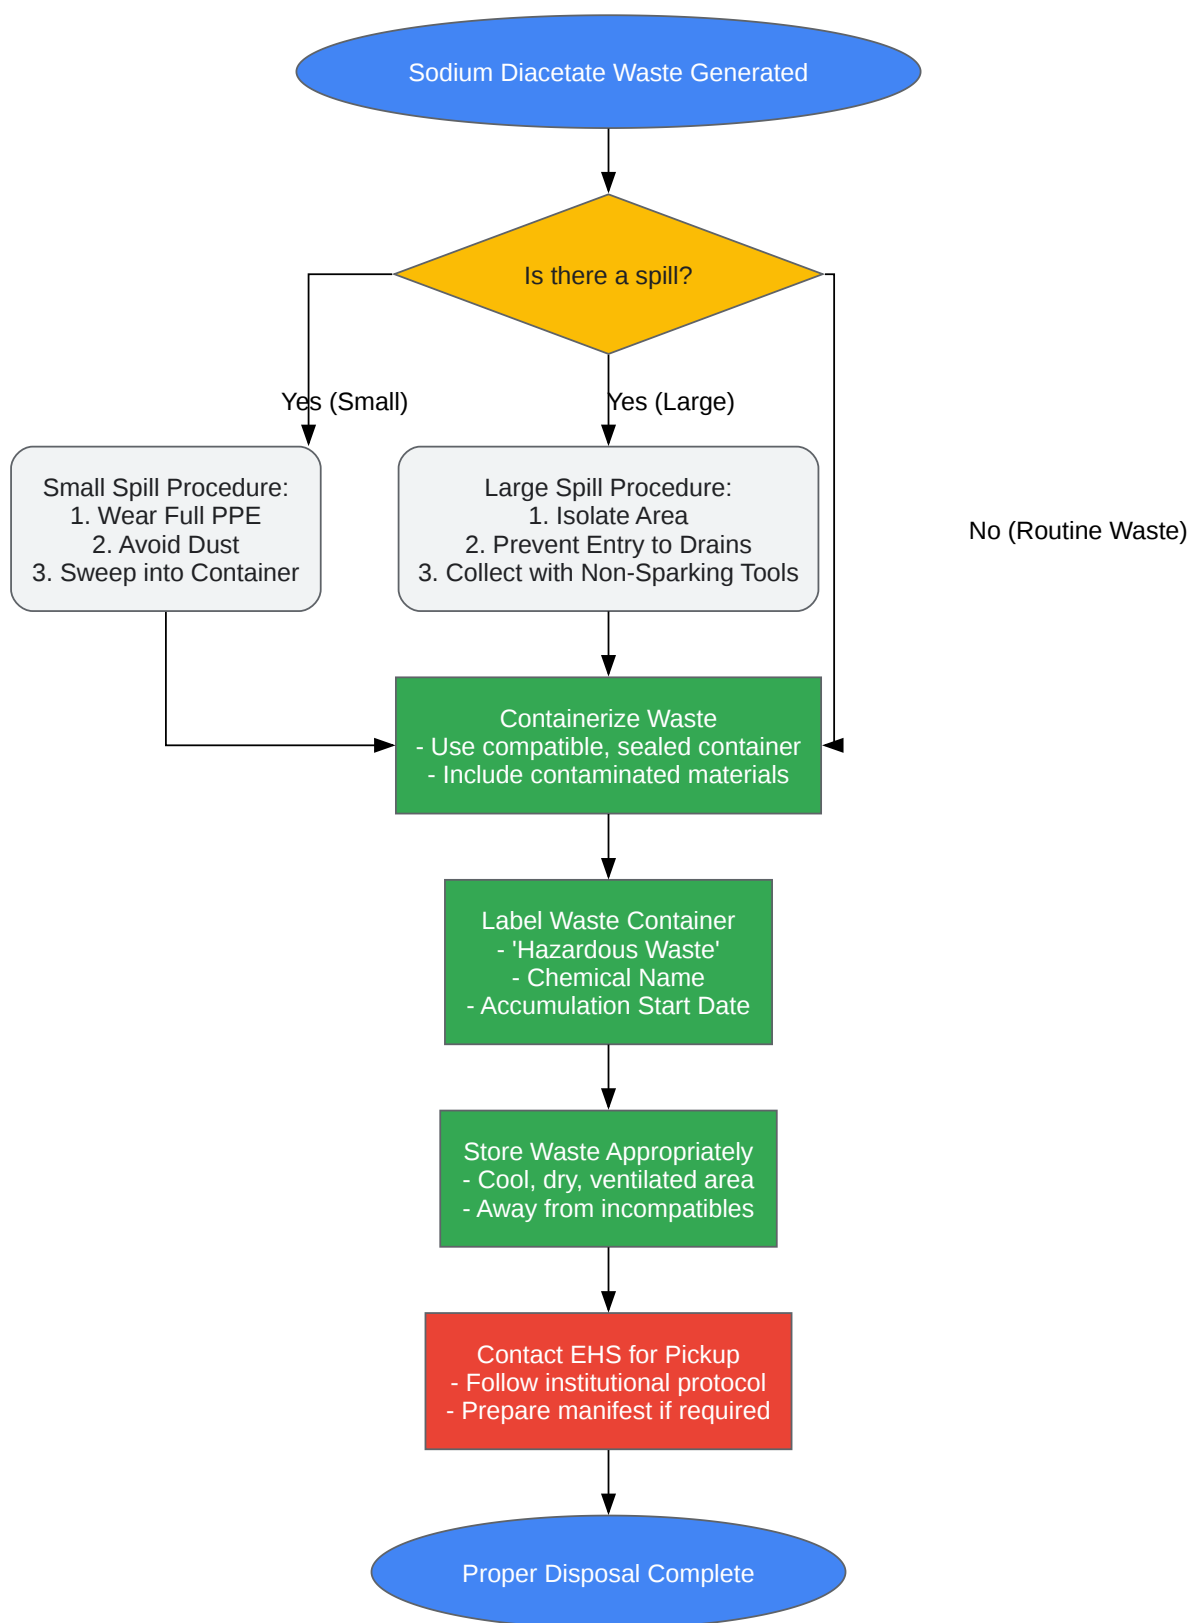 Sodium Diacetate Waste Generated
Is there a spill?
Yes (Small)
Yes (Large)
No (Routine Waste)
Small Spill Procedure:
1. Wear Full PPE
2. Avoid Dust
3. Sweep into Container
Large Spill Procedure:
1. Isolate Area
2. Prevent Entry to Drains
3. Collect with Non-Sparking Tools
Containerize Waste
- Use compatible, sealed container
- Include contaminated materials
Label Waste Container
- 'Hazardous Waste'
- Chemical Name
- Accumulation Start Date
Store Waste Appropriately
- Cool, dry, ventilated area
- Away from incompatibles
Contact EHS for Pickup
- Follow institutional protocol
- Prepare manifest if required
Proper Disposal Complete